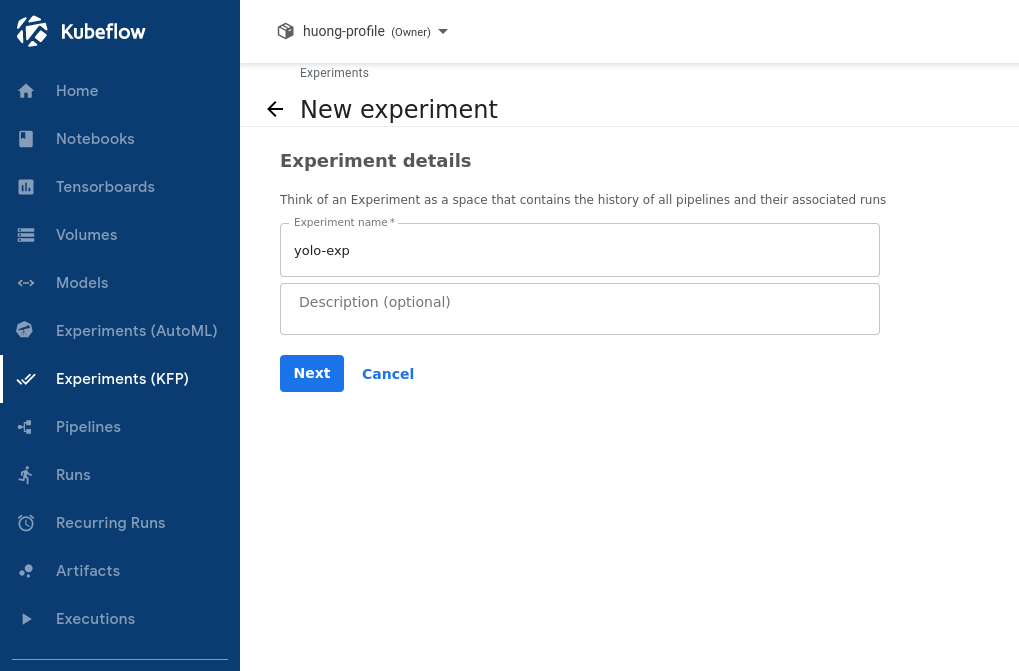 Kubeflow
Home
Notebooks
Tensorboards
Volumes
Models
Experiments (AutoML)
Experiments (KFP)
Pipelines
Runs
Recurring Runs
Artifacts
Executions
huong-profile (Owner)
Experiments
New experiment
Experiment details
Think of an Experiment as a space that contains the history of all pipelines and their associated runs
Experiment name *
yolo-exp
Description (optional)
Next Cancel